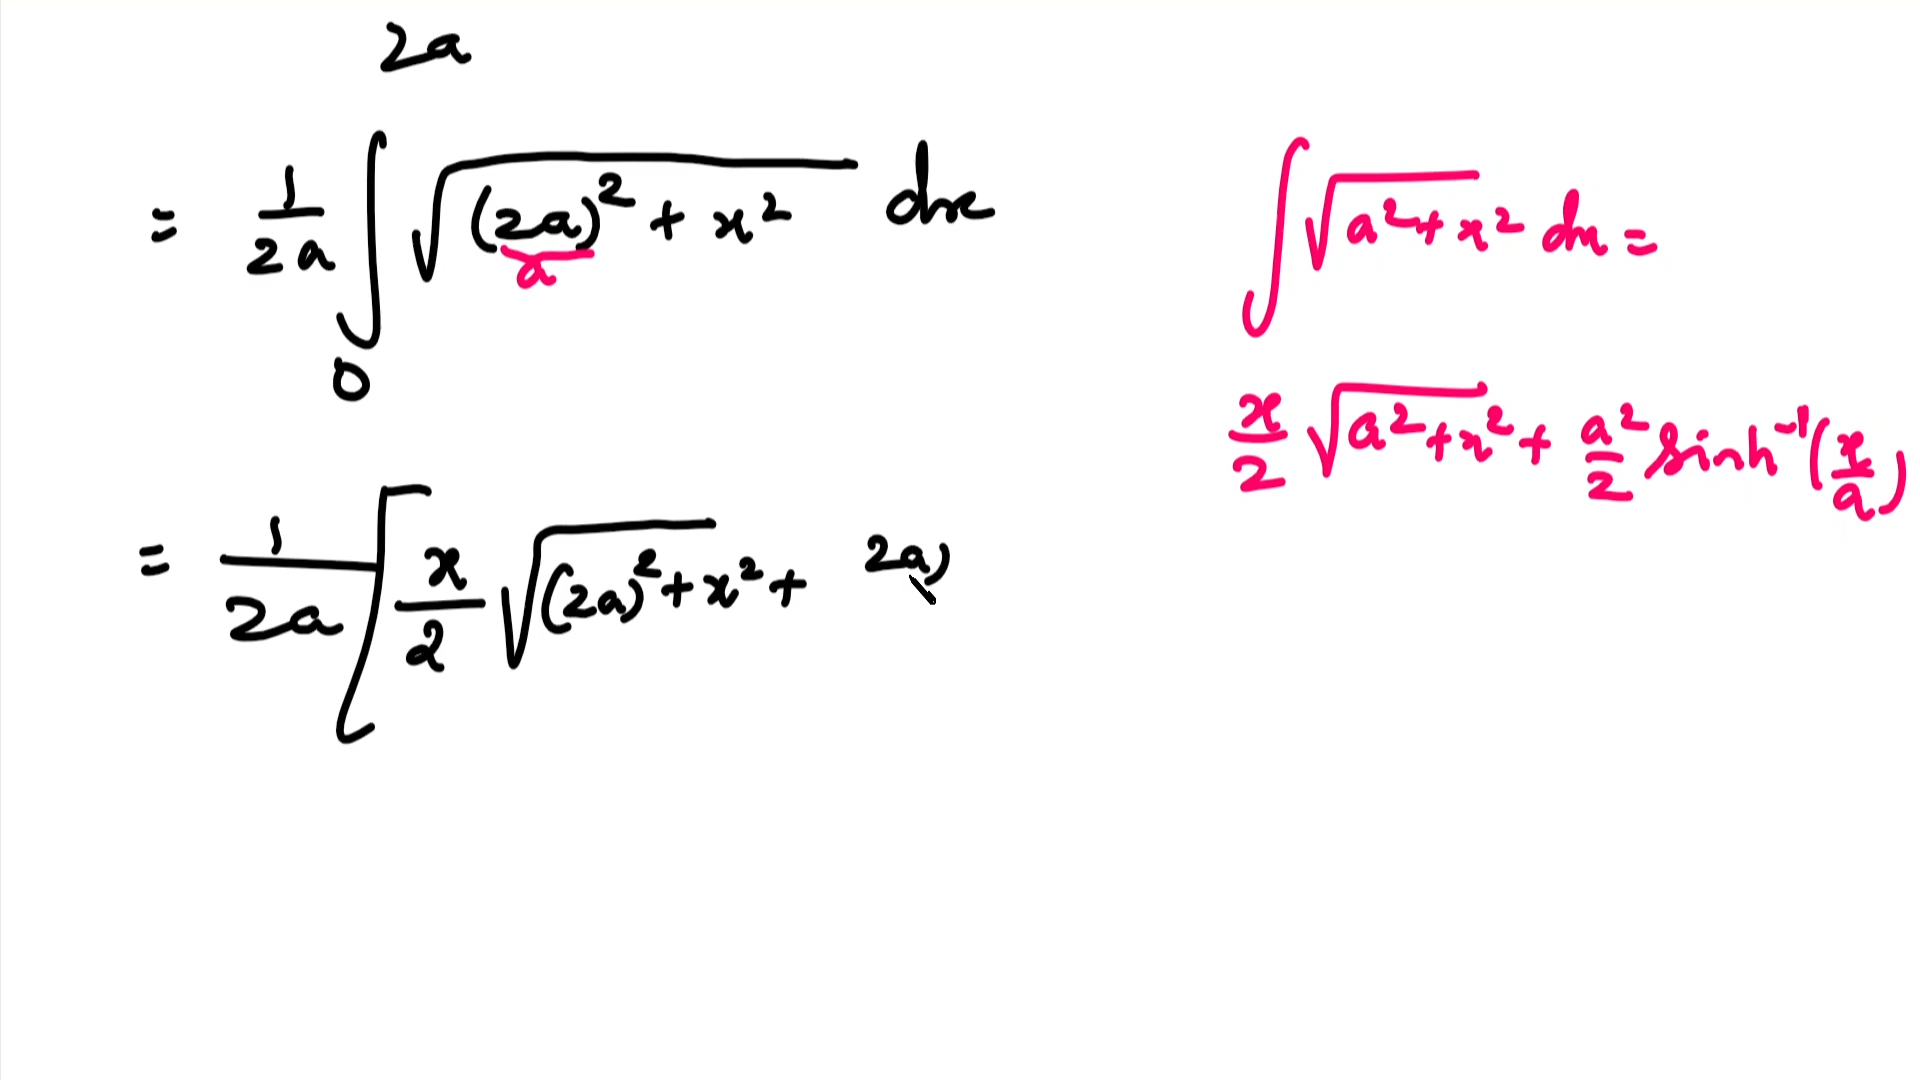 2a
= 1/2a ∫ √((2a)² + x²) dx
a
0
∫ √(a² + x²) dx =
x/2 √(a² + x²) + a²/2 sinh⁻¹(x/a)
= 1/2a [ x/2 √((2a)² + x²) + 2a)